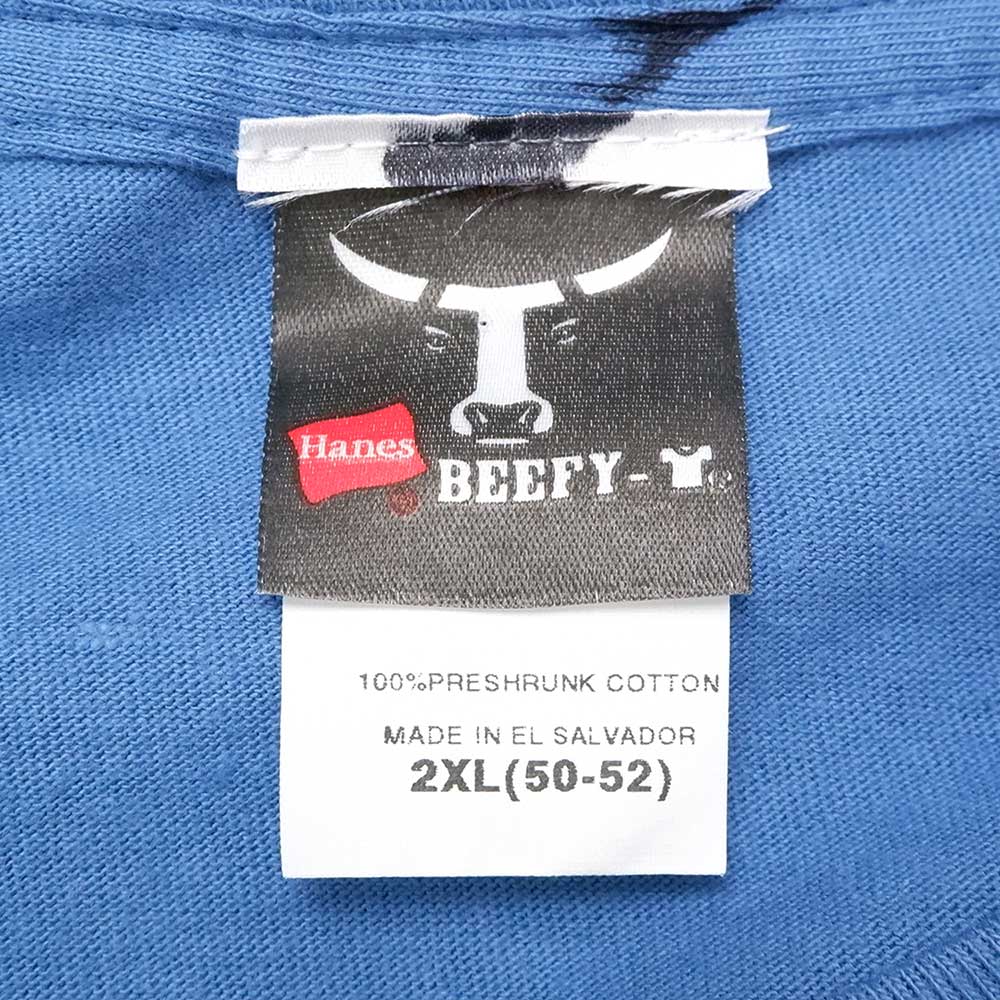 Hanes®
BEEFY-T®
100%PRESHRUNK COTTON
MADE IN EL SALVADOR
2XL(50-52)